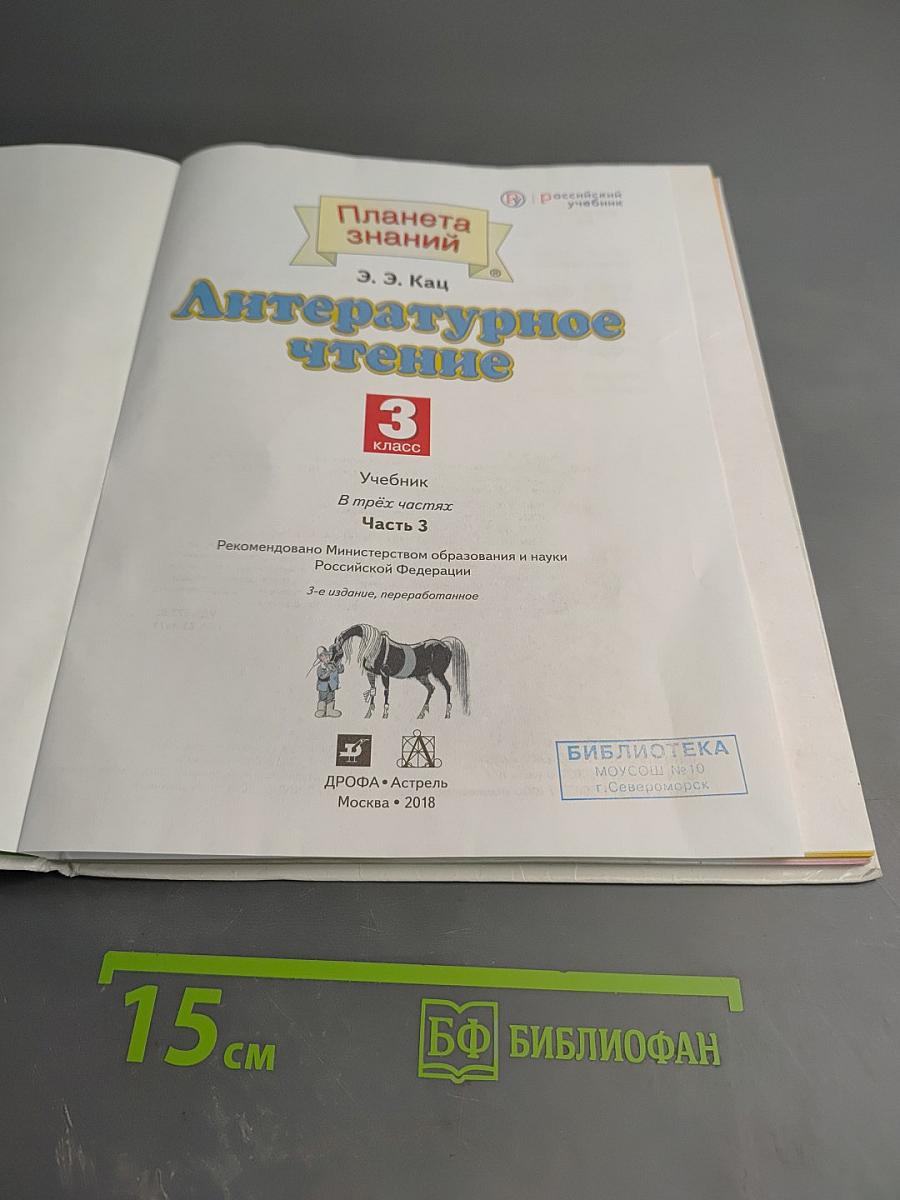 Российский
учебник
Планета
знаний
®
Э. Э. Кац
Литературное
чтение
3
класс
Учебник
В трёх частях
Часть 3
Рекомендовано Министерством образования и науки
Российской Федерации
3-е издание, переработанное
ДРОФА • Астрель
Москва • 2018
БИБЛИОТЕКА
МОУСОШ №10
г.Североморск
15 см
БФ БИБЛИОФАН